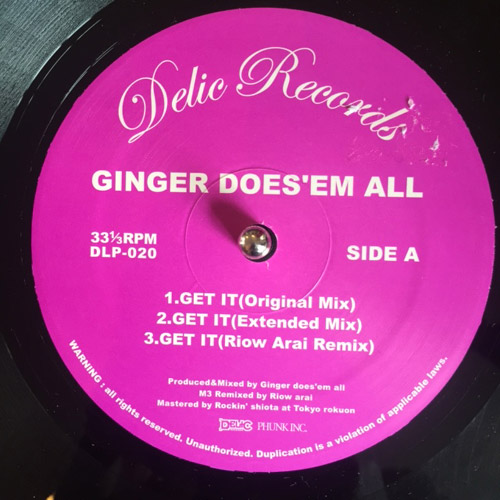 Delic Records
GINGER DOES'EM ALL
33⅓RPM
DLP-020
SIDE A
1.GET IT(Original Mix)
2.GET IT(Extended Mix)
3.GET IT(Riow Arai Remix)
Produced&Mixed by Ginger does'em all
M3 Remixed by Riow arai
Mastered by Rockin' shiota at Tokyo rokuon
DELIC PHUNK INC.
WARNING : all rights reserved. Unauthorized. Duplication is a violation of applicable laws.